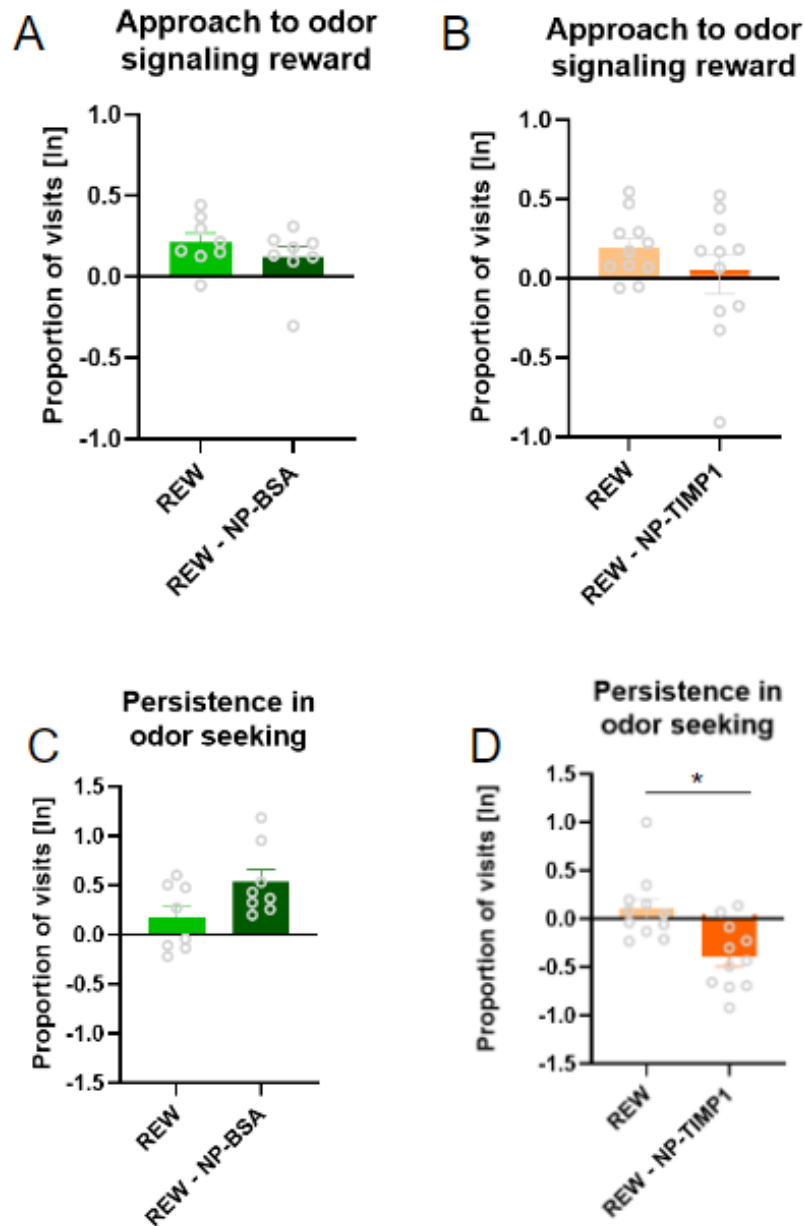 A
Approach to odor
signaling reward
Proportion of visits [ln]
1.0
0.5
0.0
-0.5
-1.0
REW
REW - NP-BSA
B
Approach to odor
signaling reward
Proportion of visits [ln]
1.0
0.5
0.0
-0.5
-1.0
REW
REW - NP-TIMP1
C
Persistence in
odor seeking
Proportion of visits [ln]
1.5
1.0
0.5
0.0
-0.5
-1.0
-1.5
REW
REW - NP-BSA
D
Persistence in
odor seeking
Proportion of visits [ln]
1.5
1.0
0.5
0.0
-0.5
-1.0
-1.5
*
REW
REW - NP-TIMP1